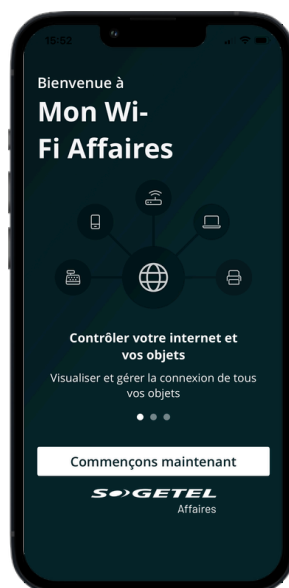 15:52
Bienvenue à
Mon Wi-
Fi Affaires
Contrôler votre internet et
vos objets
Visualiser et gérer la connexion de tous
vos objets
Commençons maintenant
SOGETEL
Affaires